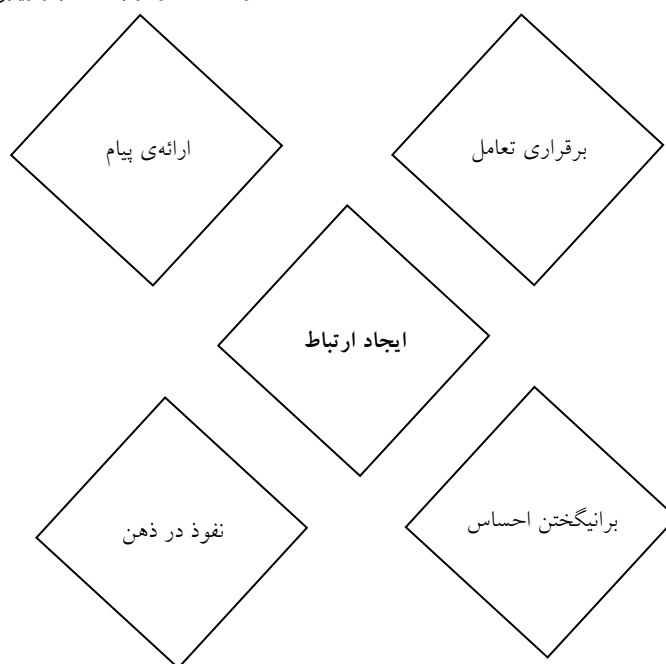 برقراری تعامل
ارائه‌ی پیام
ایجاد ارتباط
برانیگختن احساس
نفوذ در ذهن